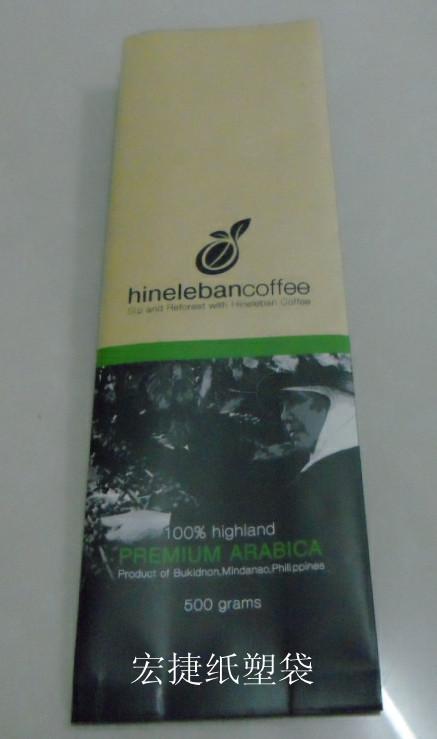 hinelebancoffee
Sip and Reforest with Hineleban Coffee
100% highland
PREMIUM ARABICA
Product of Bukidnon,Mindanao,Philippines
500 grams
宏捷纸塑袋